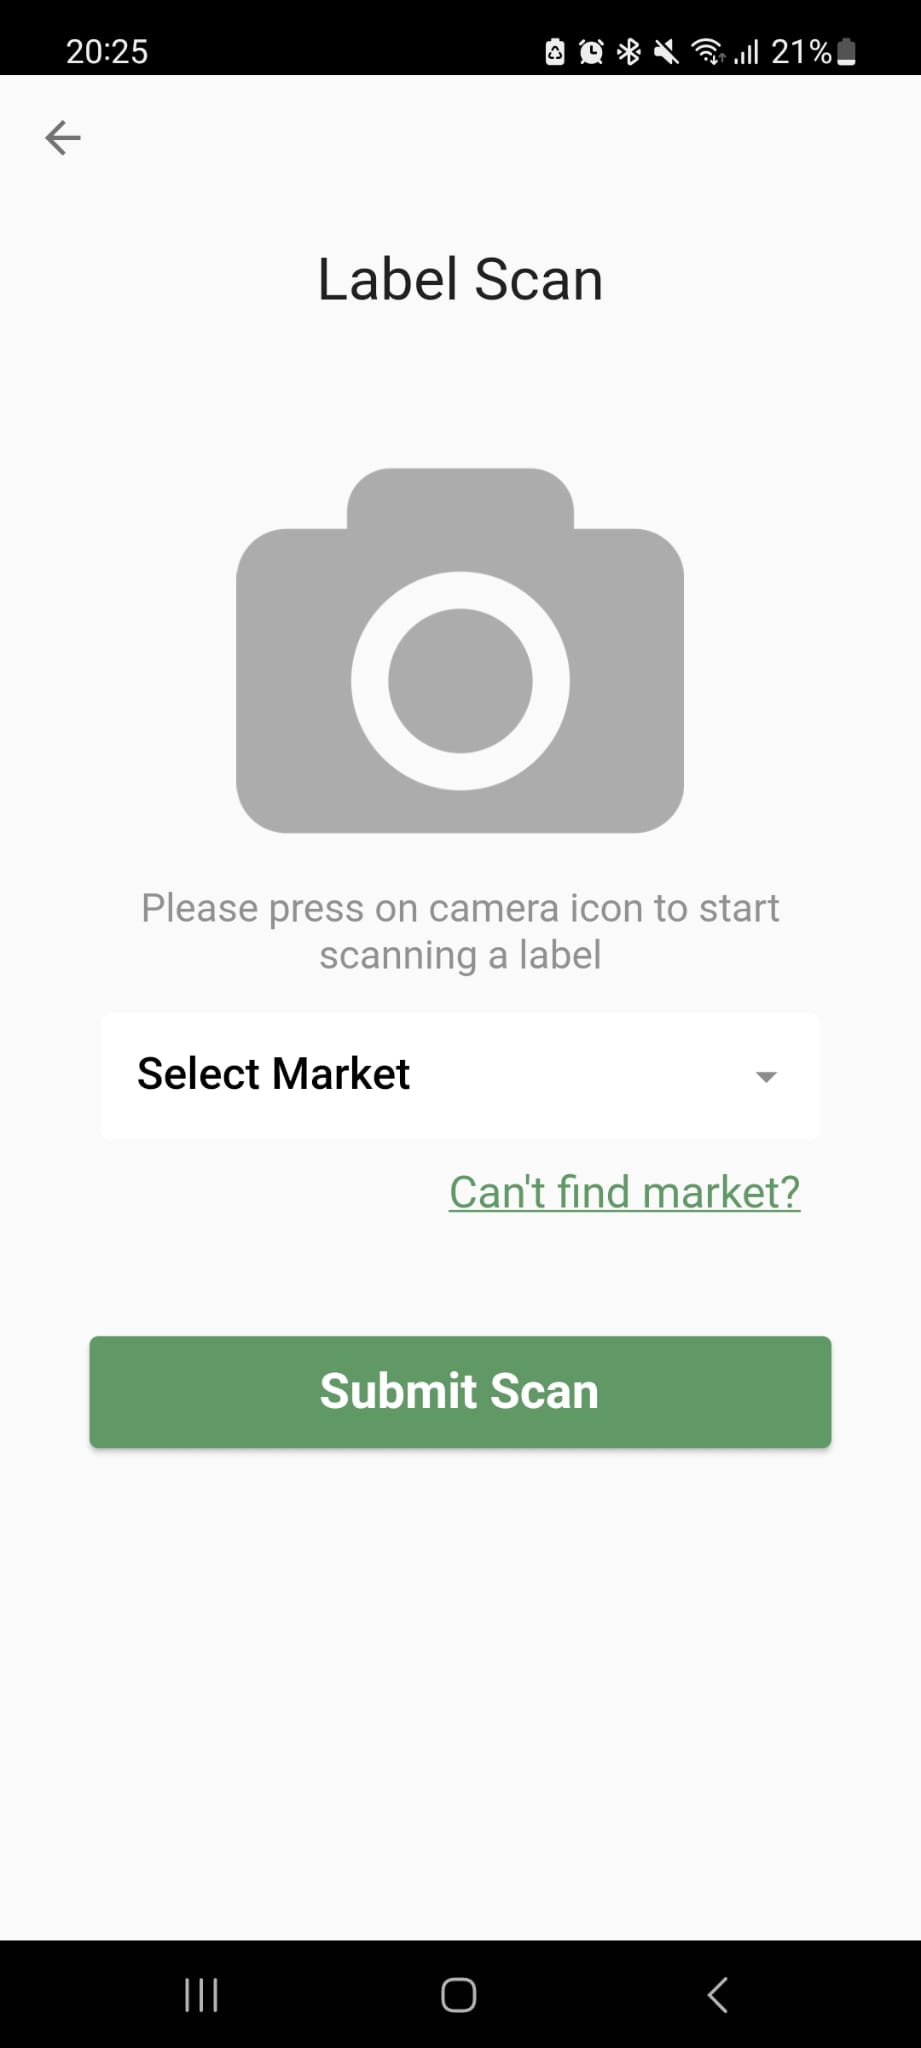 20:25 21%
Label Scan
Please press on camera icon to start
scanning a label
Select Market
Can't find market?
Submit Scan